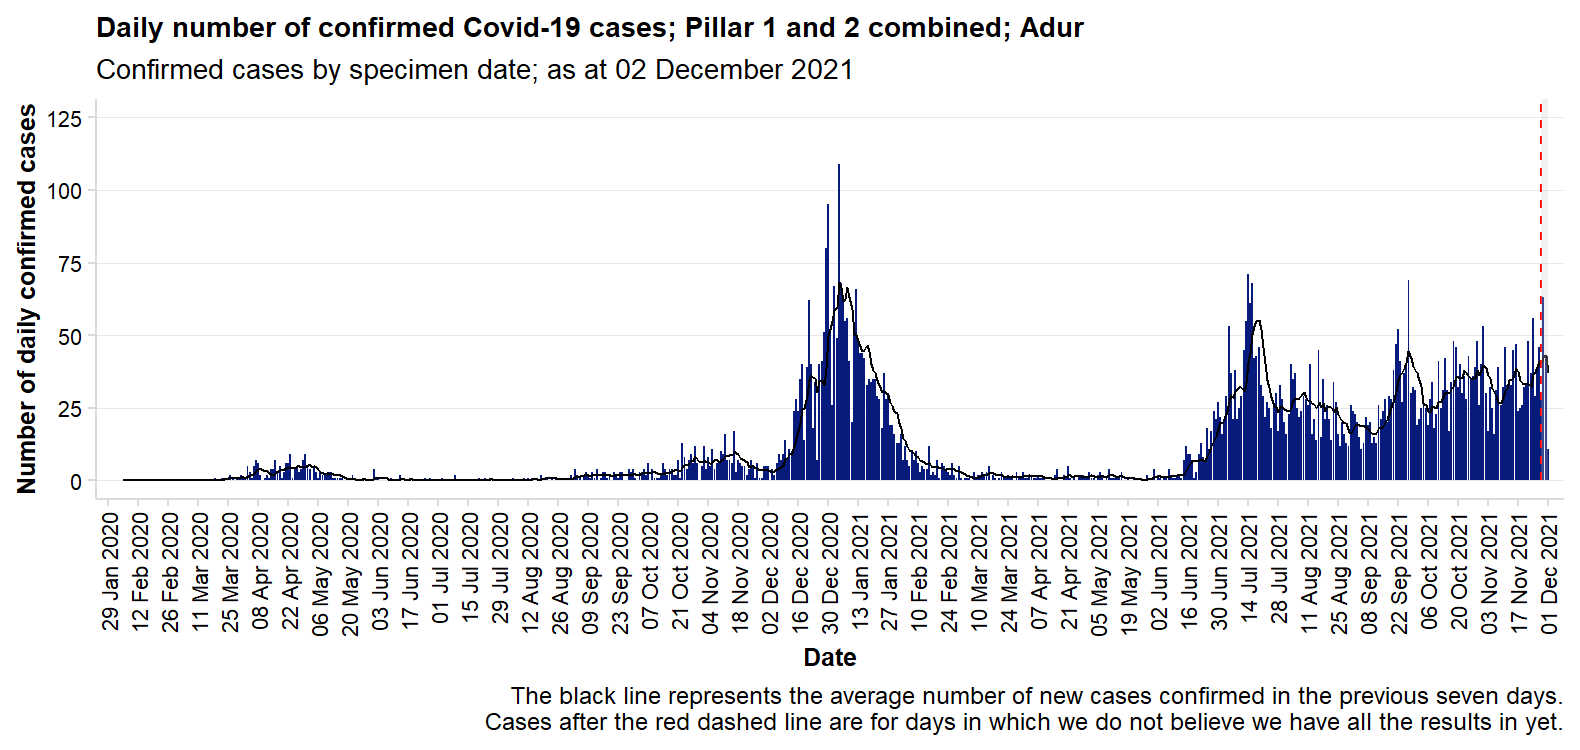 Daily number of confirmed Covid-19 cases; Pillar 1 and 2 combined; Adur
Confirmed cases by specimen date; as at 02 December 2021
Number of daily confirmed cases
125
100
75
50
25
0
29 Jan 2020
12 Feb 2020
26 Feb 2020
11 Mar 2020
25 Mar 2020
08 Apr 2020
22 Apr 2020
06 May 2020
20 May 2020
03 Jun 2020
17 Jun 2020
01 Jul 2020
15 Jul 2020
29 Jul 2020
12 Aug 2020
26 Aug 2020
09 Sep 2020
23 Sep 2020
07 Oct 2020
21 Oct 2020
04 Nov 2020
18 Nov 2020
02 Dec 2020
16 Dec 2020
30 Dec 2020
13 Jan 2021
27 Jan 2021
10 Feb 2021
24 Feb 2021
10 Mar 2021
24 Mar 2021
07 Apr 2021
21 Apr 2021
05 May 2021
19 May 2021
02 Jun 2021
16 Jun 2021
30 Jun 2021
14 Jul 2021
28 Jul 2021
11 Aug 2021
25 Aug 2021
08 Sep 2021
22 Sep 2021
06 Oct 2021
20 Oct 2021
03 Nov 2021
17 Nov 2021
01 Dec 2021
Date
The black line represents the average number of new cases confirmed in the previous seven days.
Cases after the red dashed line are for days in which we do not believe we have all the results in yet.